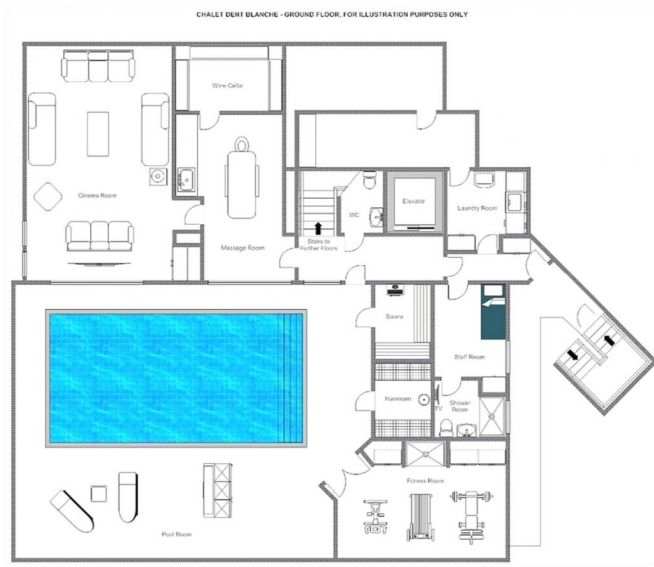 CHALET DENT BLANCHE - GROUND FLOOR, FOR ILLUSTRATION PURPOSES ONLY
Wine Cellar
Cinema Room
Massage Room
Stairs to
Further Floors
WC
Elevator
Laundry Room
Sauna
Staff Room
Hammam
TV
Shower
Room
Fitness Room
Pool Room